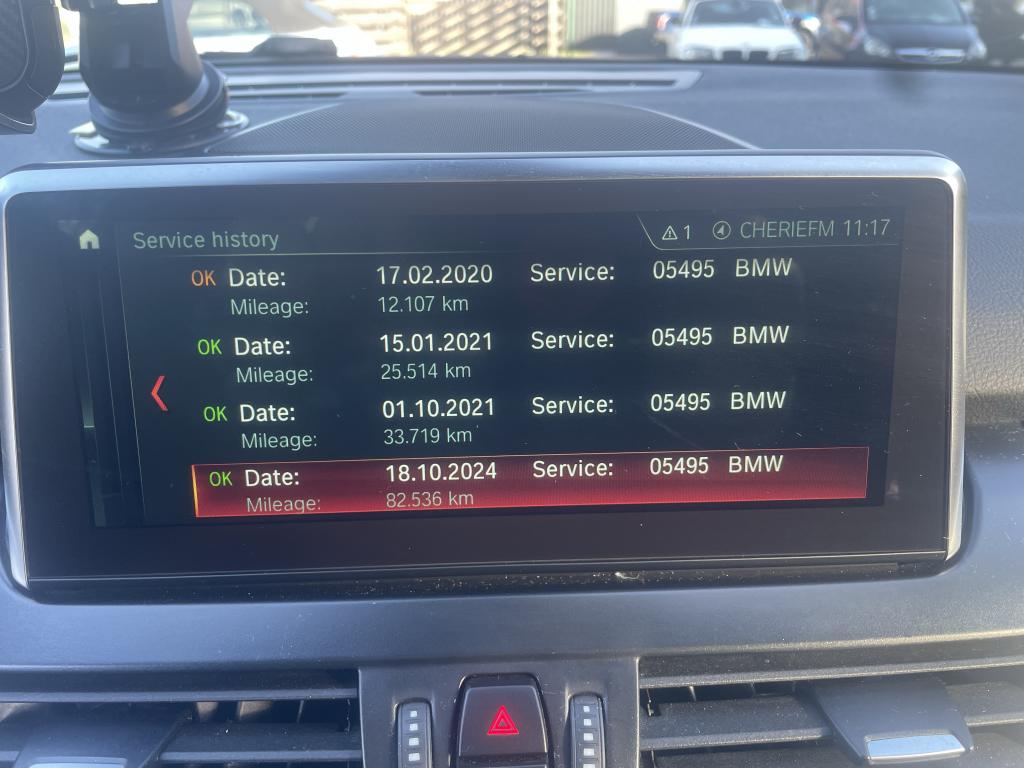 Service history
1 CHERIEFM 11:17
OK Date: 17.02.2020 Service: 05495 BMW
Mileage: 12.107 km
OK Date: 15.01.2021 Service: 05495 BMW
Mileage: 25.514 km
OK Date: 01.10.2021 Service: 05495 BMW
Mileage: 33.719 km
OK Date: 18.10.2024 Service: 05495 BMW
Mileage: 82.536 km